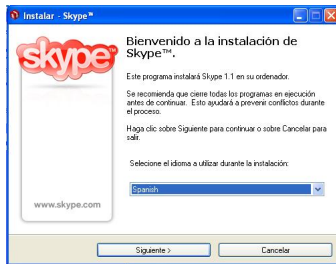 Instalar - Skype™
skype™
Bienvenido a la instalación de
Skype™.
Este programa instalará Skype 1.1 en su ordenador.
Se recomienda que cierre todas los programas en ejecución
antes de continuar. Esto ayudará a prevenir conflictos durante
el proceso.
Haga clic sobre Siguiente para continuar o sobre Cancelar para
salir.
Selecione el idioma a utilizar durante la instalación:
Spanish
www.skype.com
Siguiente >
Cancelar